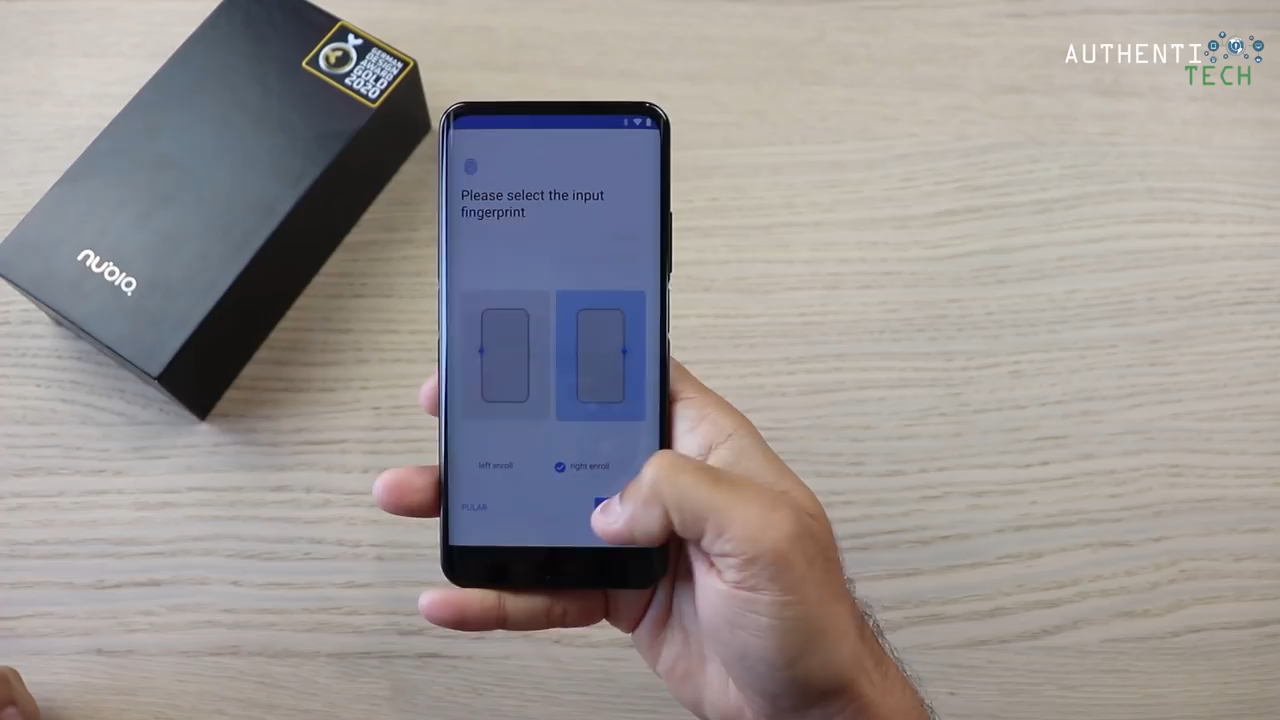 nubia
GERMAN
DESIGN
AWARD
GOLD
2020
AUTHENTI
TECH
Please select the input
fingerprint
left enroll
right enroll
PULAR